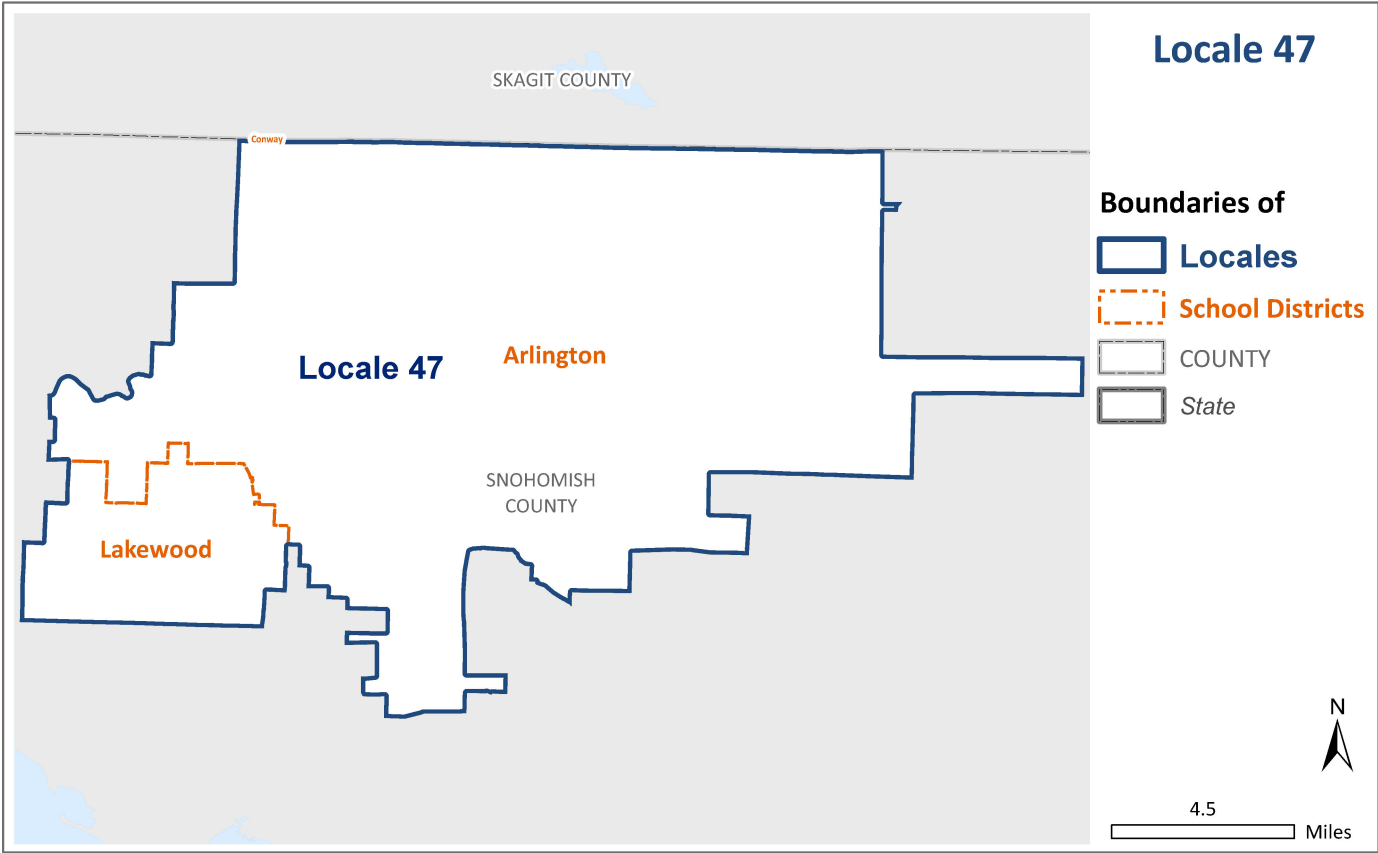 Locale 47
SKAGIT COUNTY
Conway
Boundaries of
Locales
School Districts
COUNTY
State
Locale 47
Arlington
SNOHOMISH
COUNTY
Lakewood
N
4.5
Miles